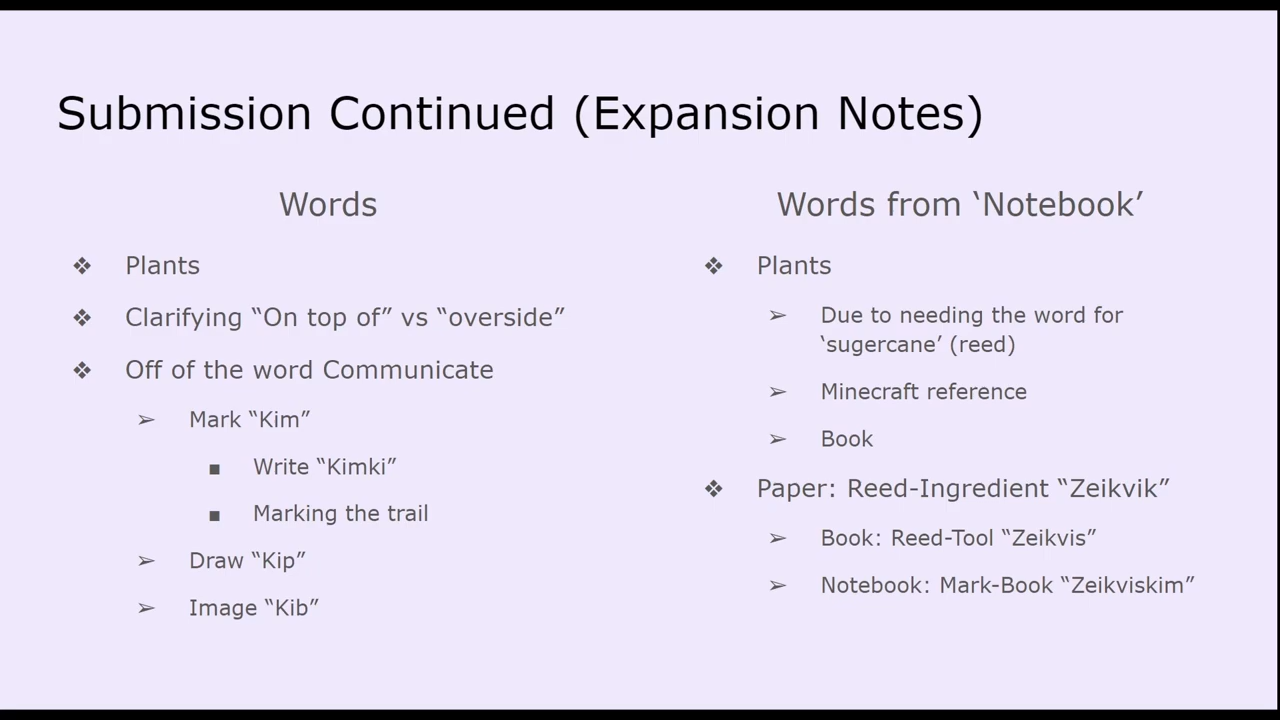 Submission Continued (Expansion Notes)
Words
❖ Plants
❖ Clarifying “On top of” vs “overside”
❖ Off of the word Communicate
➢ Mark “Kim”
■ Write “Kimki”
■ Marking the trail
➢ Draw “Kip”
➢ Image “Kib”
Words from ‘Notebook’
❖ Plants
➢ Due to needing the word for
‘sugercane’ (reed)
➢ Minecraft reference
➢ Book
❖ Paper: Reed-Ingredient “Zeikvik”
➢ Book: Reed-Tool “Zeikvis”
➢ Notebook: Mark-Book “Zeikviskim”